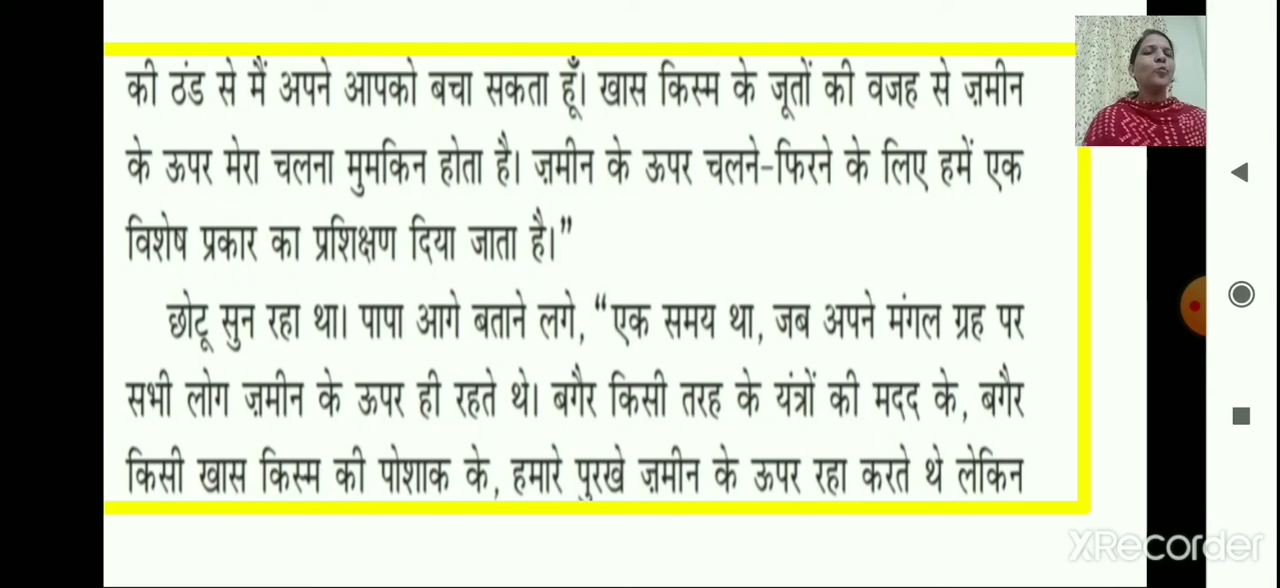 की ठंड से मैं अपने आपको बचा सकता हूँ। खास किस्म के जूतों की वजह से ज़मीन
के ऊपर मेरा चलना मुमकिन होता है। ज़मीन के ऊपर चलने-फिरने के लिए हमें एक
विशेष प्रकार का प्रशिक्षण दिया जाता है।”
छोटू सुन रहा था। पापा आगे बताने लगे, “एक समय था, जब अपने मंगल ग्रह पर
सभी लोग ज़मीन के ऊपर ही रहते थे। बगैर किसी तरह के यंत्रों की मदद के, बगैर
किसी खास किस्म की पोशाक के, हमारे पुरखे ज़मीन के ऊपर रहा करते थे लेकिन
XRecorder